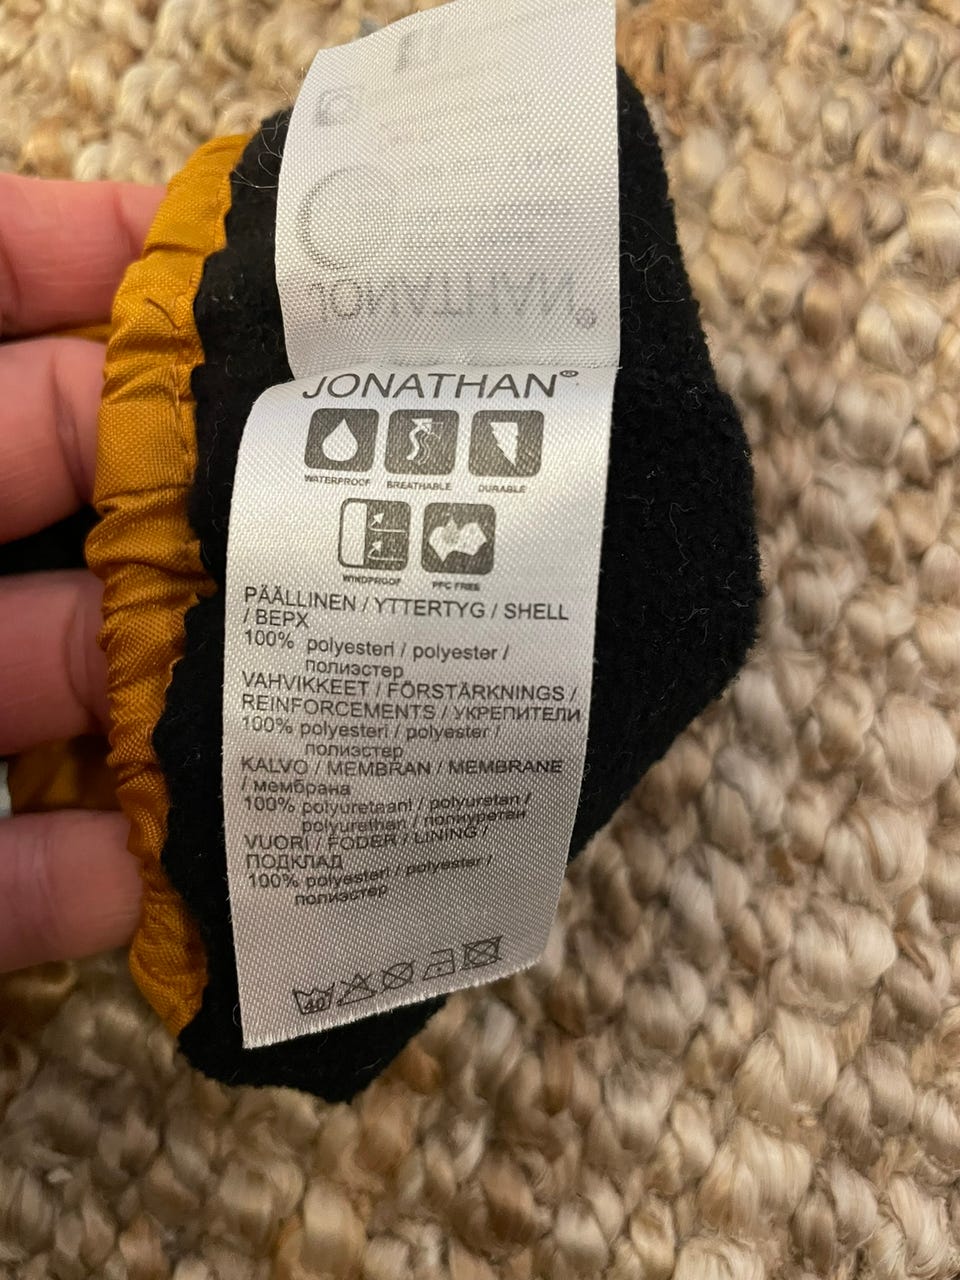 JONATHAN®
JONATHAN®
WATERPROOF BREATHABLE DURABLE
WINDPROOF PFC FREE
PÄÄLLINEN / YTTERTYG / SHELL
/ ВЕРХ
100% polyesteri / polyester /
полиэстер
VAHVIKKEET / FÖRSTÄRKNINGS /
REINFORCEMENTS / УКРЕПИТЕЛИ
100% polyesteri / polyester /
полиэстер
KALVO / MEMBRAN / MEMBRANE
/ мембрана
100% polyuretaani / polyuretan /
polyurethan / полиуретан
VUORI / FODER / LINING /
ПОДКЛАД
100% polyesteri / polyester /
полиэстер
40